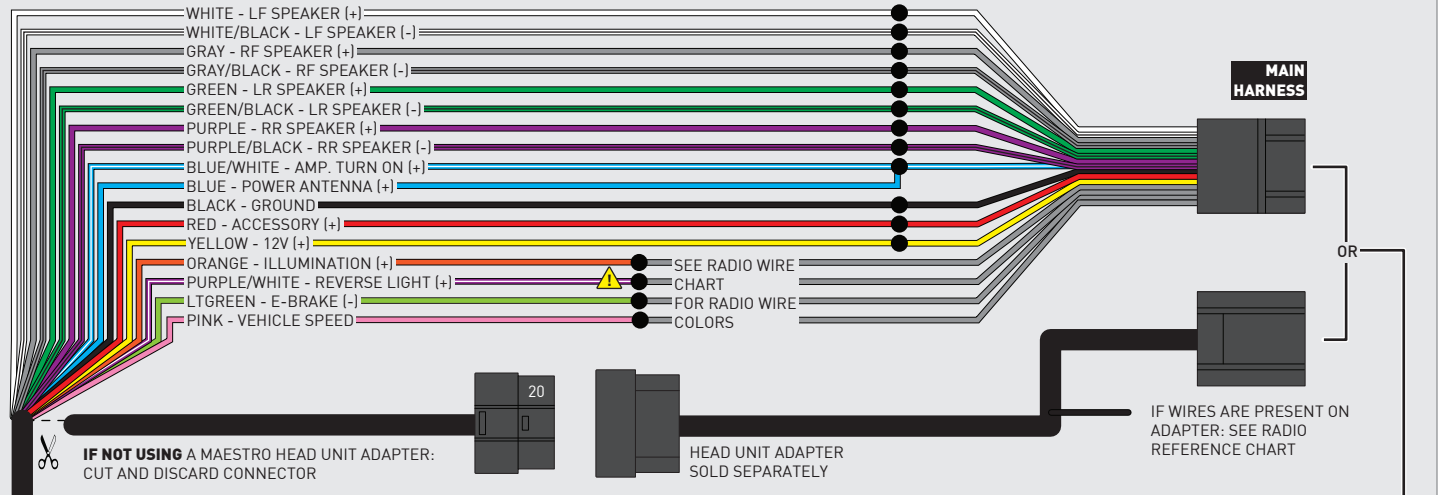 WHITE - LF SPEAKER (+)
WHITE/BLACK - LF SPEAKER (-)
GRAY - RF SPEAKER (+)
GRAY/BLACK - RF SPEAKER (-)
GREEN - LR SPEAKER (+)
GREEN/BLACK - LR SPEAKER (-)
PURPLE - RR SPEAKER (+)
PURPLE/BLACK - RR SPEAKER (-)
BLUE/WHITE - AMP. TURN ON (+)
BLUE - POWER ANTENNA (+)
BLACK - GROUND
RED - ACCESSORY (+)
YELLOW - 12V (+)
ORANGE - ILLUMINATION (+)
PURPLE/WHITE - REVERSE LIGHT (+)
LTGREEN - E-BRAKE (-)
PINK - VEHICLE SPEED
!
SEE RADIO WIRE
CHART
FOR RADIO WIRE
COLORS
MAIN
HARNESS
OR
20
IF NOT USING A MAESTRO HEAD UNIT ADAPTER:
CUT AND DISCARD CONNECTOR
HEAD UNIT ADAPTER
SOLD SEPARATELY
IF WIRES ARE PRESENT ON
ADAPTER: SEE RADIO
REFERENCE CHART